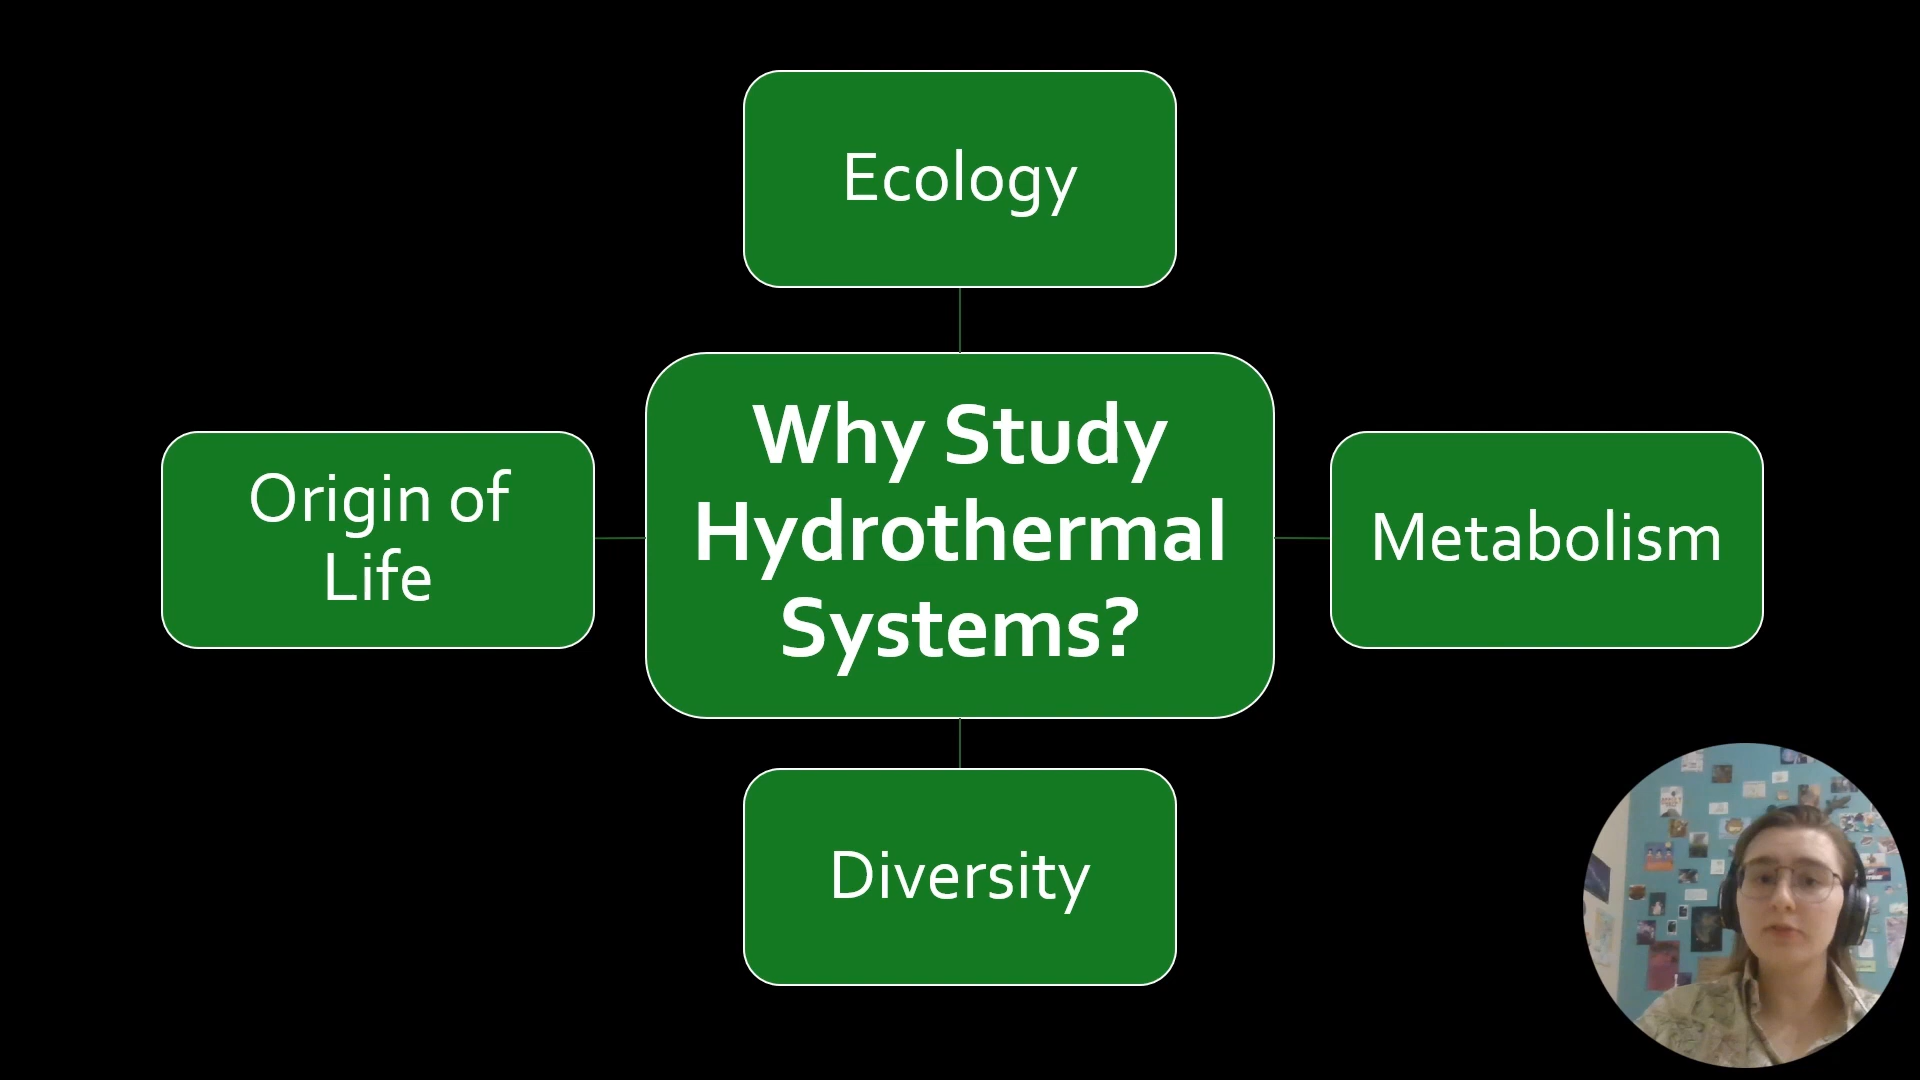 Ecology
Origin of
Life
Why Study
Hydrothermal
Systems?
Metabolism
Diversity